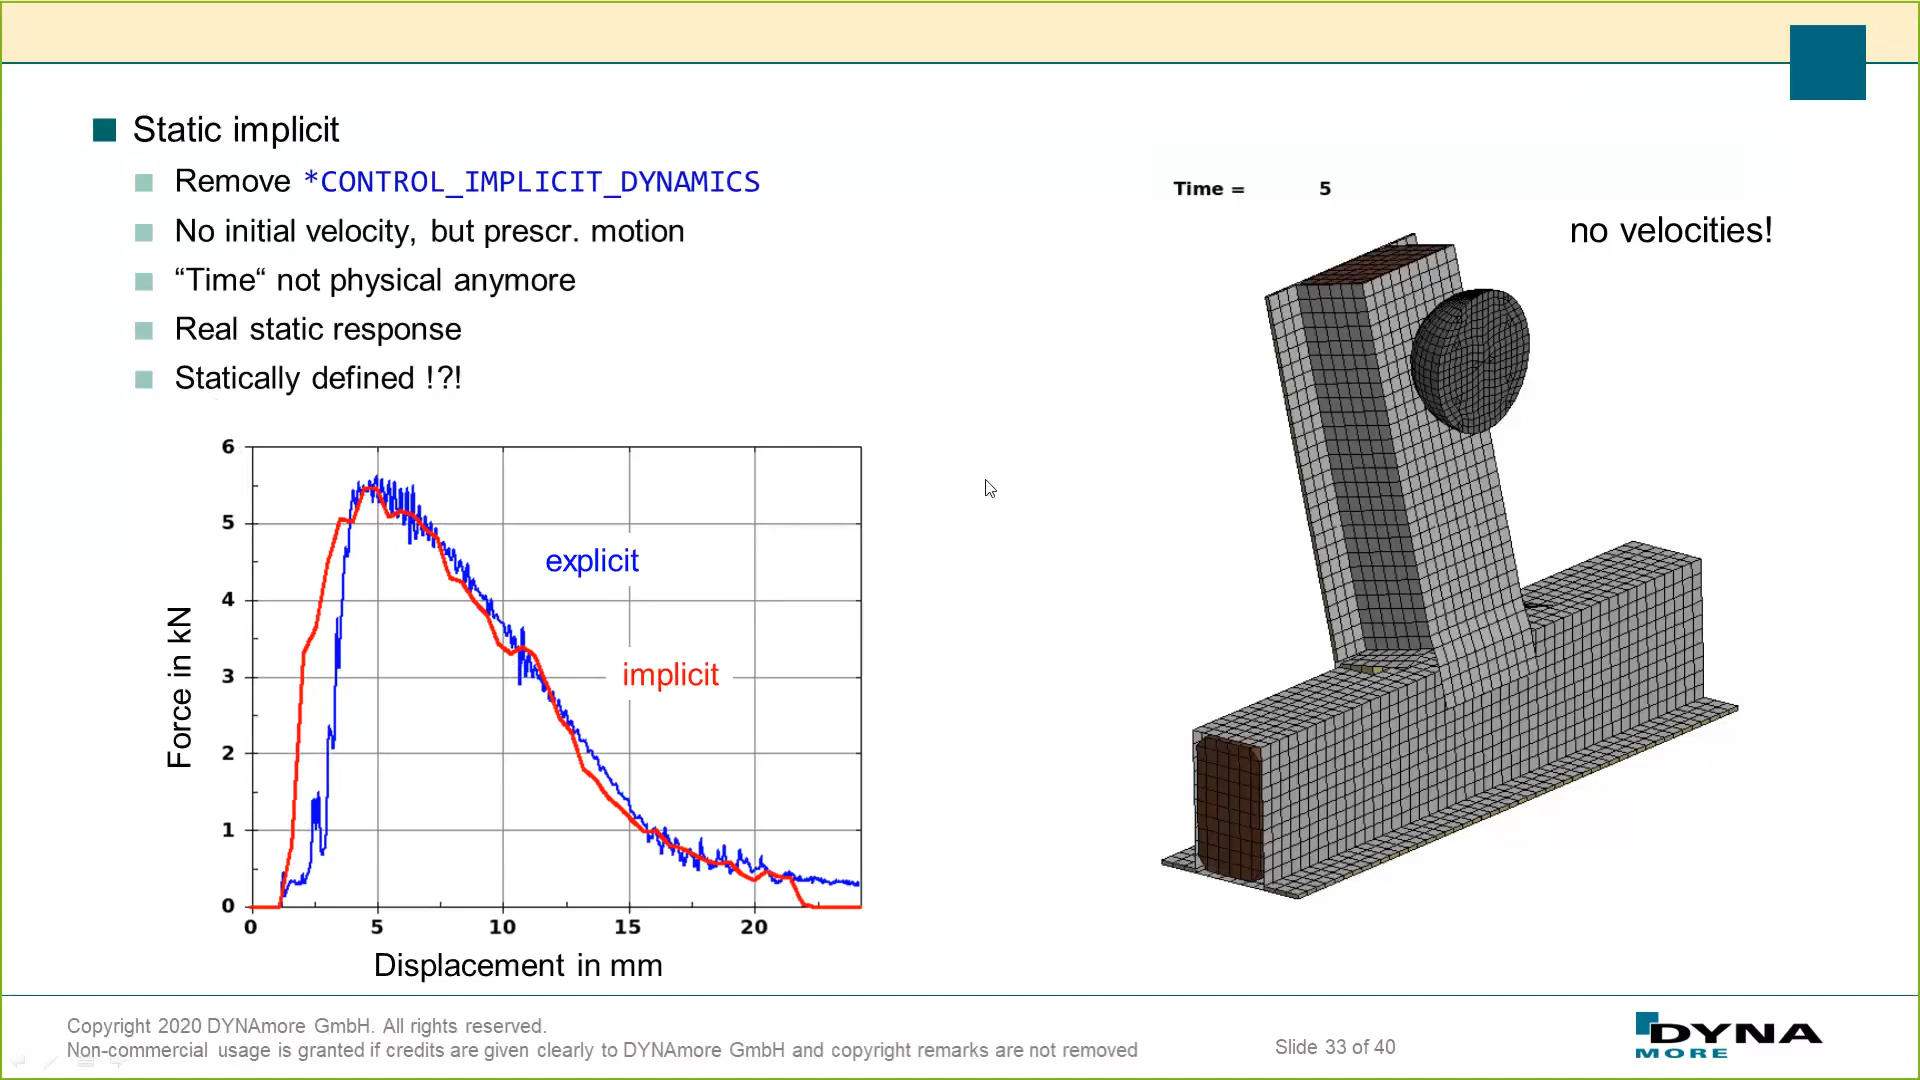 Static implicit
Remove *CONTROL_IMPLICIT_DYNAMICS
No initial velocity, but prescr. motion
“Time“ not physical anymore
Real static response
Statically defined !?!
6
5
4
3
2
1
0
0 5 10 15 20
Force in kN
Displacement in mm
explicit
implicit
Time = 5
no velocities!
Copyright 2020 DYNAmore GmbH. All rights reserved.
Non-commercial usage is granted if credits are given clearly to DYNAmore GmbH and copyright remarks are not removed
Slide 33 of 40
DYNA
MORE